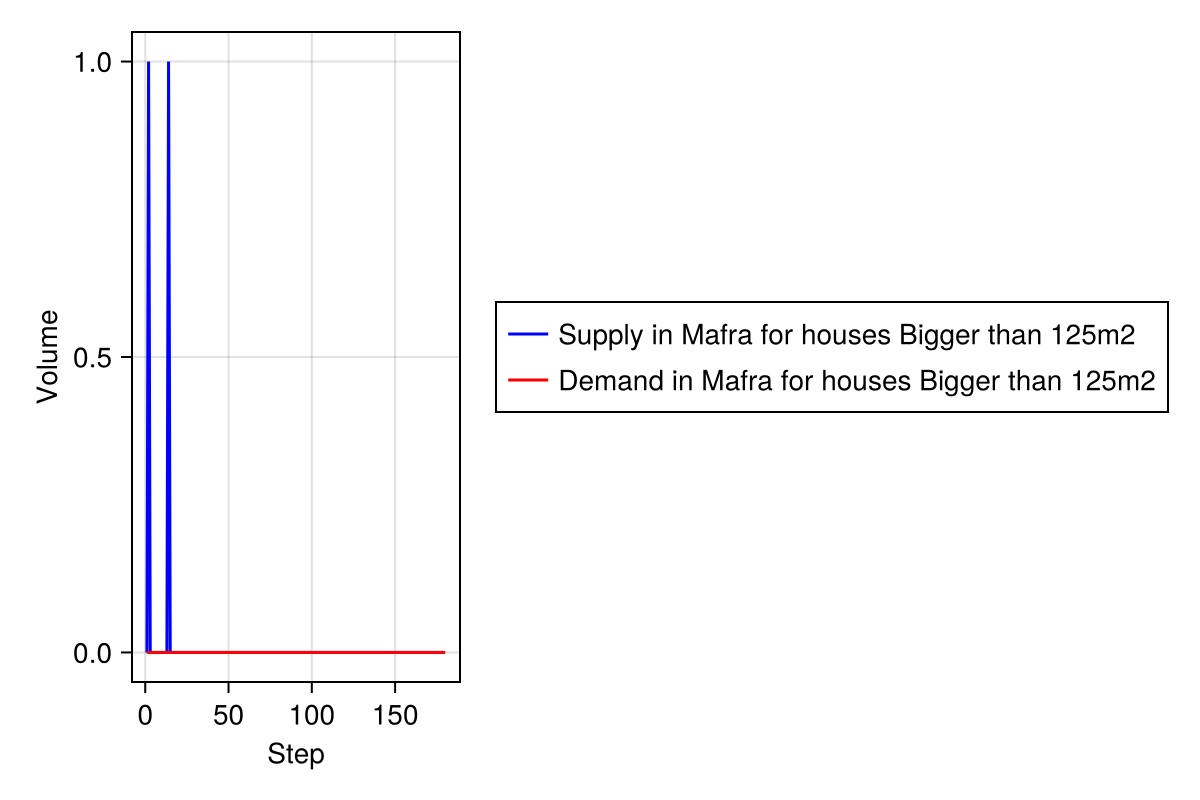 1.0
0.5
0.0
Volume
0
50
100
150
Step
Supply in Mafra for houses Bigger than 125m2
Demand in Mafra for houses Bigger than 125m2